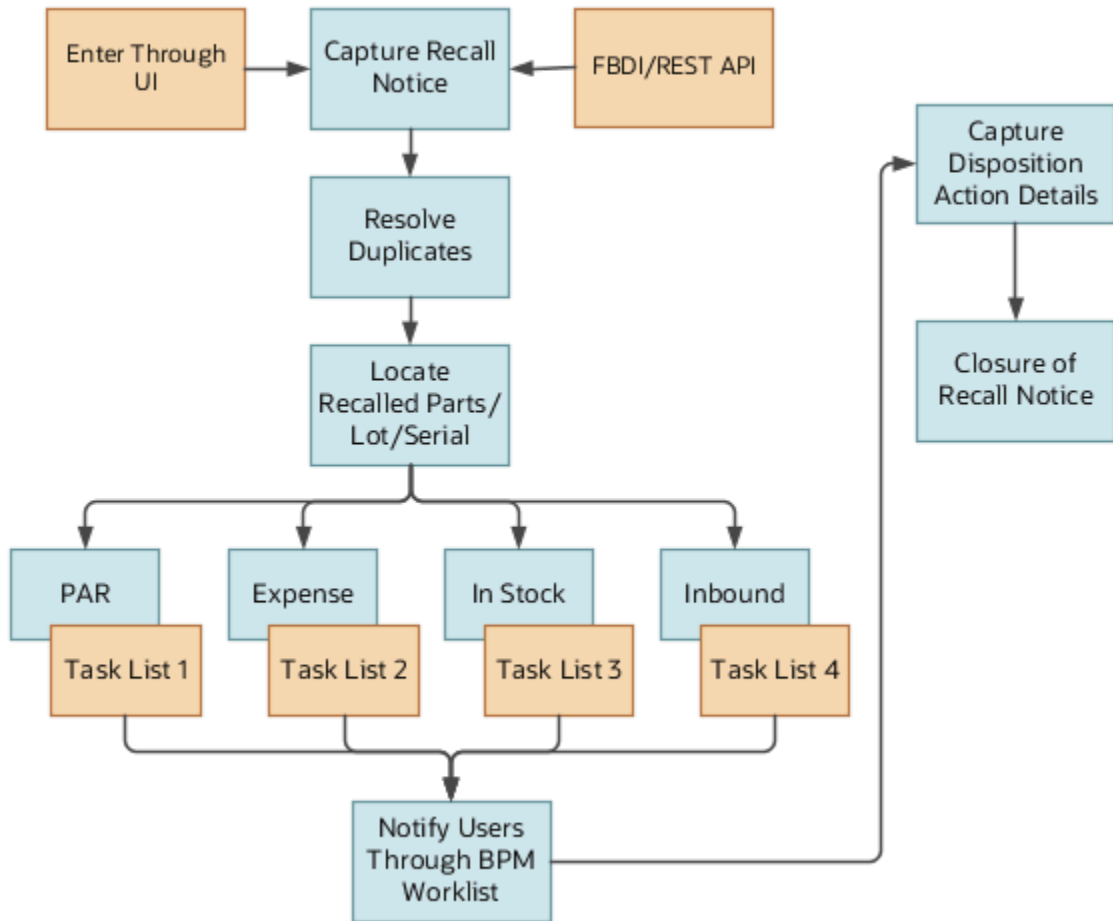 Enter Through
UI
Capture Recall
Notice
FBDI/REST API
Resolve
Duplicates
Locate
Recalled Parts/
Lot/Serial
PAR
Expense
In Stock
Inbound
Task List 1
Task List 2
Task List 3
Task List 4
Notify Users
Through BPM
Worklist
Capture
Disposition
Action Details
Closure of
Recall Notice